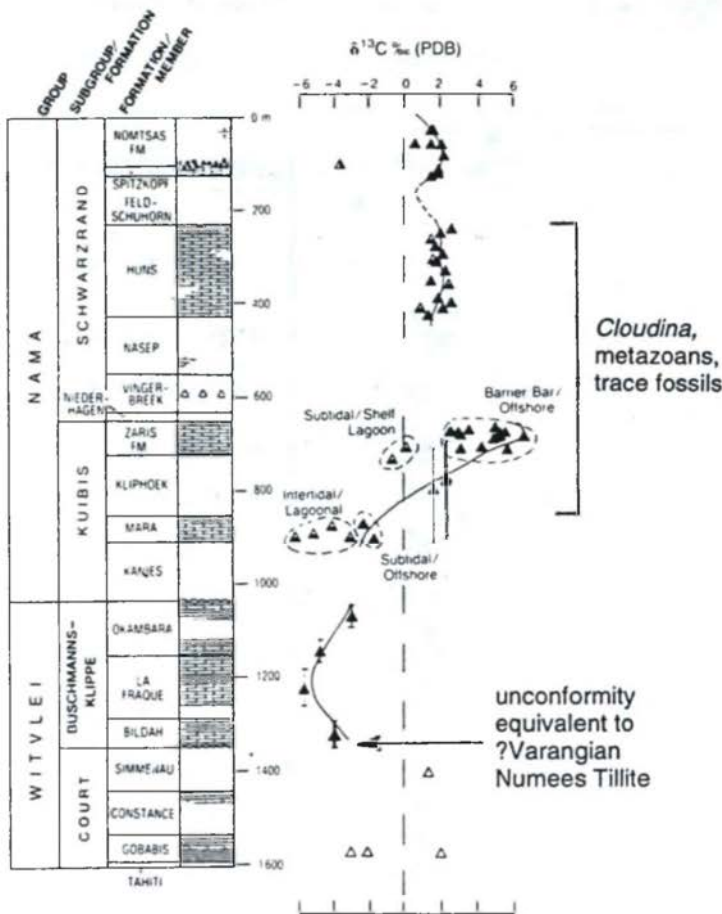 GROUP
SUBGROUP/
FORMATION
FORMATION/
MEMBER
δ¹³C ‰ (PDB)
-6 -4 -2 0 2 4 6
0 m
200
400
600
800
1000
1200
1400
1600
NAMA
WITVLEI
SCHWARZRAND
NIEDER-
HAGEN
KUIBIS
BUSCHMANNS-
KLIPPE
COURT
NOMTSAS
FM
SPITZKOPF
FELD-
SCHUHORN
HUNS
NASEP
VINGER-
BREEK
ZARIS
FM
KLIPHOEK
MARA
KANIES
OKAMBARA
LA
FRAQUE
BILDAH
SIMMENAU
CONSTANCE
GOBABIS
TAHITI
Subtidal/Shelf
Lagoon
Barrier Bar/
Offshore
Intertidal/
Lagoonal
Subtidal/
Offshore
Cloudina,
metazoans,
trace fossils
unconformity
equivalent to
?Varangian
Numees Tillite